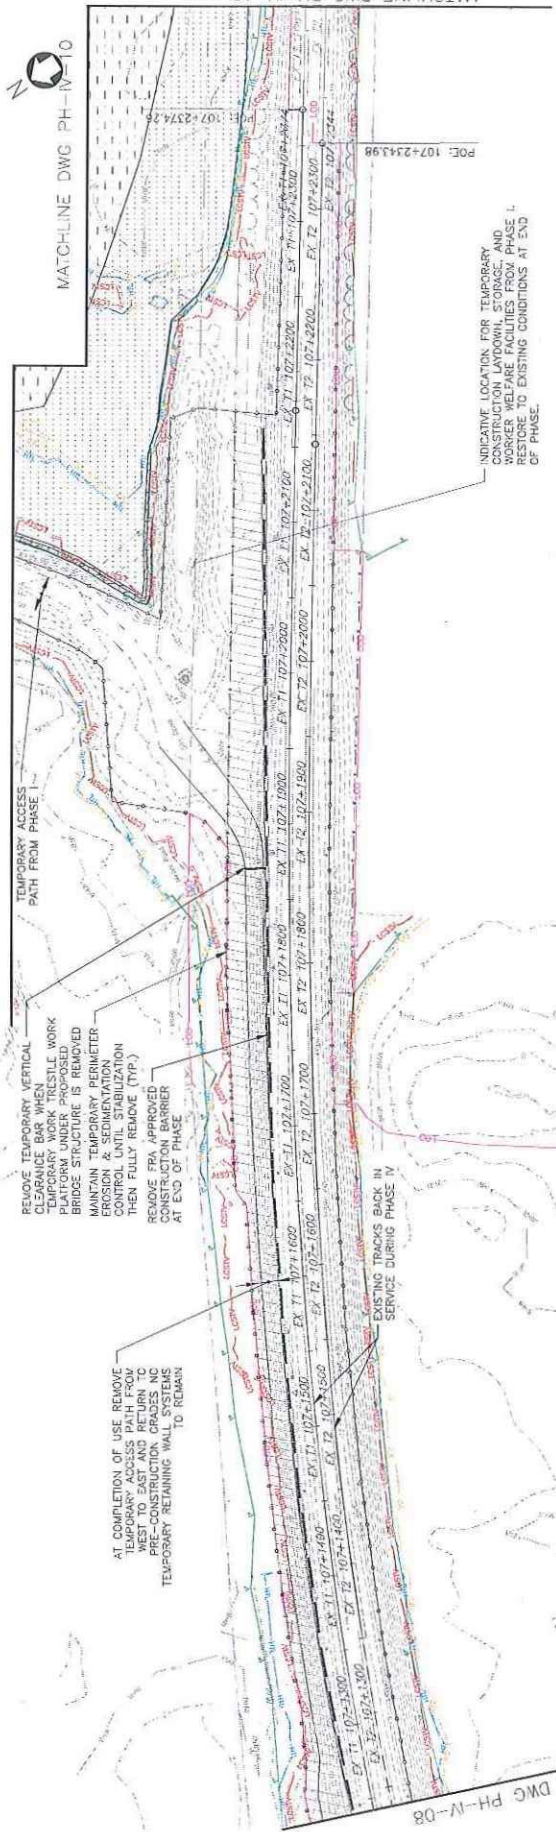 N
MATCHLINE DWG PH-IV-10
TEMPORARY ACCESS
PATH FROM PHASE I
REMOVE TEMPORARY VERTICAL
CLEARANCE BAR WHEN
TEMPORARY WORK TRESTLE WORK
PLATFORM UNDER PROPOSED
BRIDGE STRUCTURE IS REMOVED
MAINTAIN TEMPORARY PERIMETER
EROSION & SEDIMENTATION
CONTROL UNTIL STABILIZATION
THEN FULLY REMOVE (TYP.)
REMOVE FRA APPROVED
CONSTRUCTION BARRIER
AT END OF PHASE
AT COMPLETION OF USE REMOVE
TEMPORARY ACCESS PATH FROM
WEST TO EAST AND RETURN TO
PRE-CONSTRUCTION GRADES NO
TEMPORARY RETAINING WALL SYSTEMS
TO REMAIN
POE: 107+2374.26
EX T1 107+1300
EX T1 107+1400
EX T1 107+1500
EX T1 107+1600
EX T1 107+1700
EX T1 107+1800
EX T1 107+1900
EX T1 107+2000
EX T1 107+2100
EX T1 107+2200
EX T1 107+2300
EX T1 107+2374
EX T2 107+1300
EX T2 107+1400
EX T2 107+1500
EX T2 107+1600
EX T2 107+1700
EX T2 107+1800
EX T2 107+1900
EX T2 107+2000
EX T2 107+2100
EX T2 107+2200
EX T2 107+2300
EX T2 107+2344
POE: 107+2343.98
EXISTING TRACKS BACK IN
SERVICE DURING PHASE IV
INDICATIVE LOCATION FOR TEMPORARY
CONSTRUCTION LAYDOWN, STORAGE, AND
WORKER WELFARE FACILITIES FROM PHASE I.
RESTORE TO EXISTING CONDITIONS AT END
OF PHASE.
DWG PH-IV-08